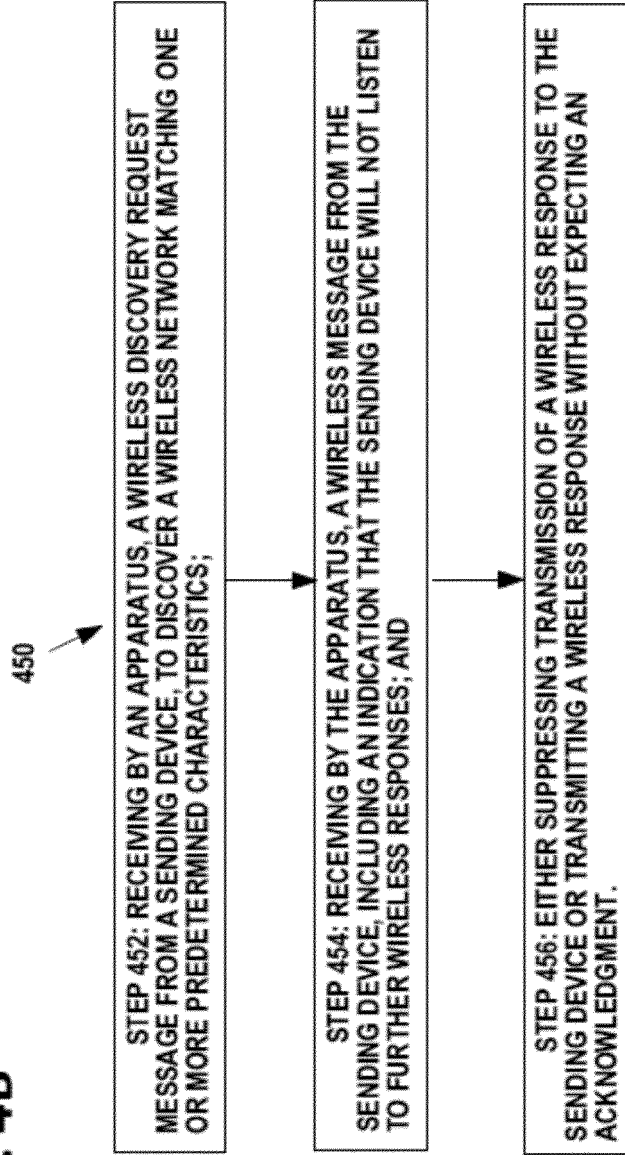 4B
450
STEP 452: RECEIVING BY AN APPARATUS, A WIRELESS DISCOVERY REQUEST
MESSAGE FROM A SENDING DEVICE, TO DISCOVER A WIRELESS NETWORK MATCHING ONE
OR MORE PREDETERMINED CHARACTERISTICS;
STEP 454: RECEIVING BY THE APPARATUS, A WIRELESS MESSAGE FROM THE
SENDING DEVICE, INCLUDING AN INDICATION THAT THE SENDING DEVICE WILL NOT LISTEN
TO FURTHER WIRELESS RESPONSES; AND
STEP 456: EITHER SUPPRESSING TRANSMISSION OF A WIRELESS RESPONSE TO THE
SENDING DEVICE OR TRANSMITTING A WIRELESS RESPONSE WITHOUT EXPECTING AN
ACKNOWLEDGMENT.